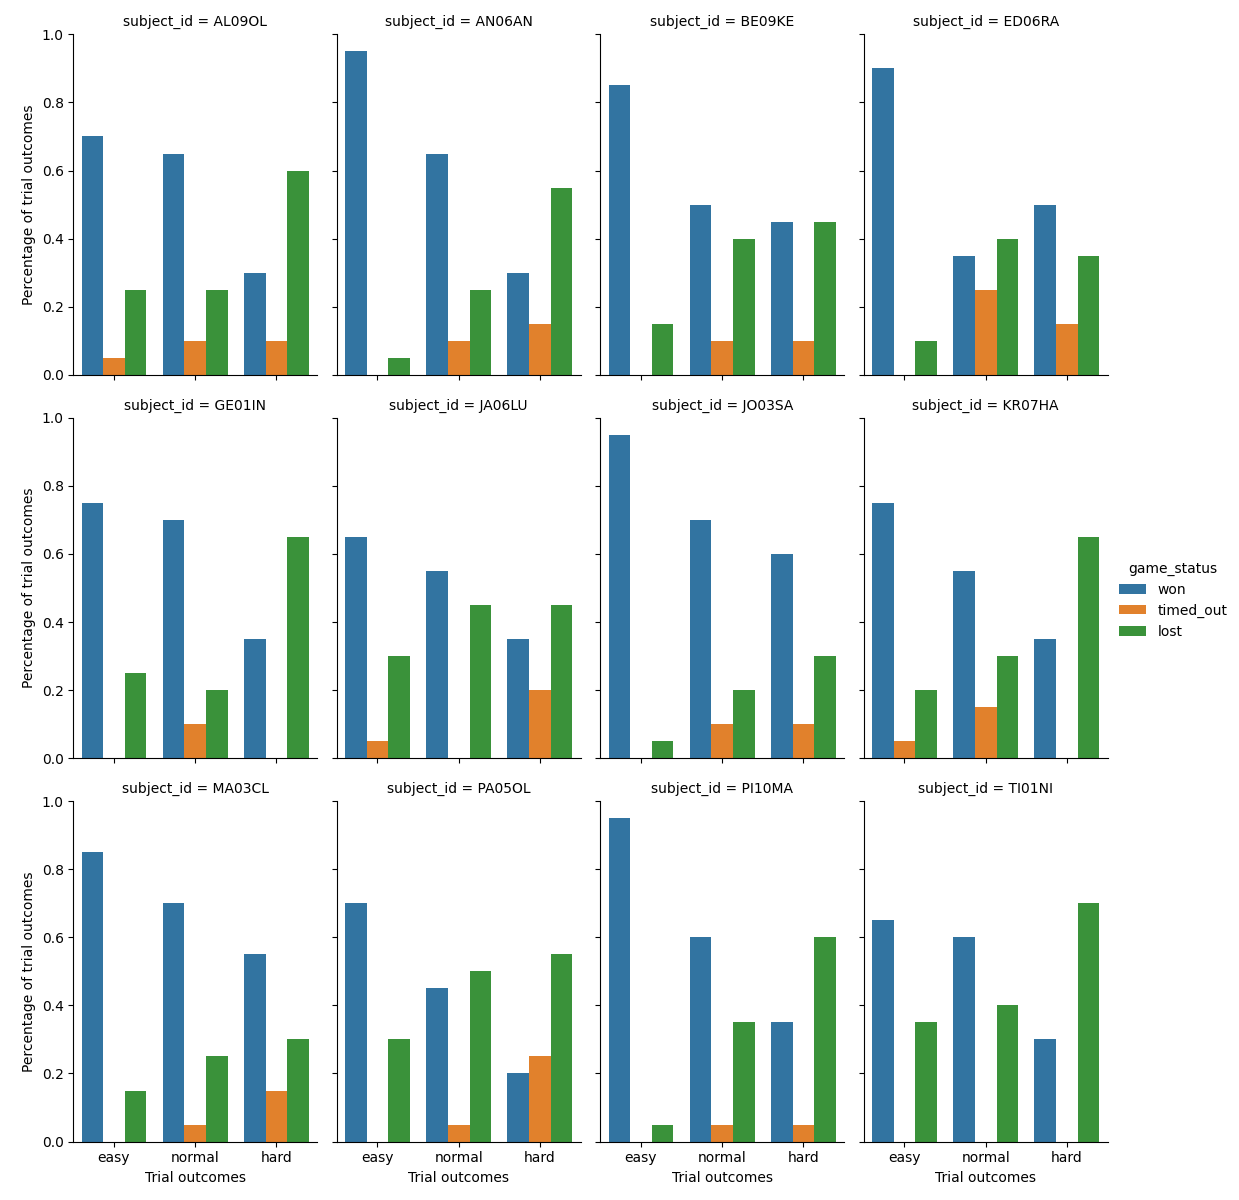 subject_id = AL09OL
subject_id = AN06AN
subject_id = BE09KE
subject_id = ED06RA
1.0
0.8
0.6
0.4
0.2
0.0
Percentage of trial outcomes
subject_id = GE01IN
subject_id = JA06LU
subject_id = JO03SA
subject_id = KR07HA
1.0
0.8
0.6
0.4
0.2
0.0
Percentage of trial outcomes
game_status
won
timed_out
lost
subject_id = MA03CL
subject_id = PA05OL
subject_id = PI10MA
subject_id = TI01NI
1.0
0.8
0.6
0.4
0.2
0.0
Percentage of trial outcomes
easy normal hard
easy normal hard
easy normal hard
easy normal hard
Trial outcomes
Trial outcomes
Trial outcomes
Trial outcomes